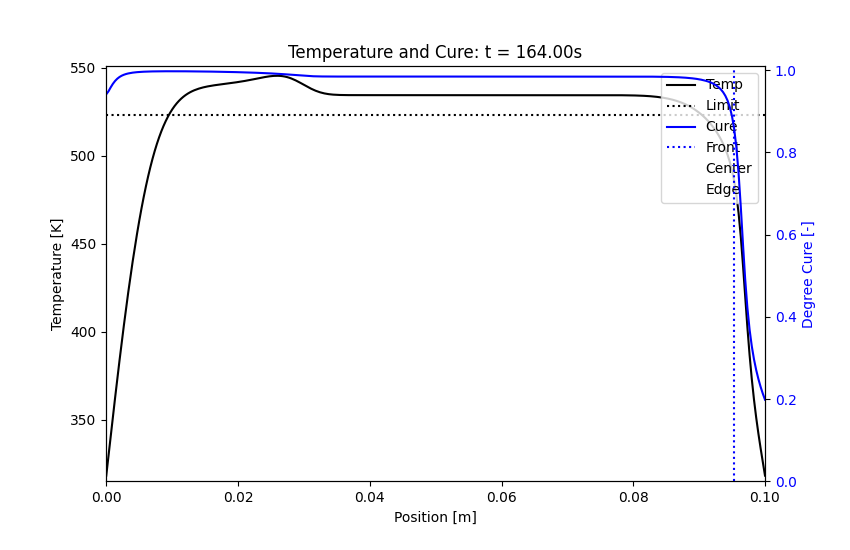 Temperature and Cure: t = 164.00s
550
500
450
400
350
Temperature [K]
1.0
0.8
0.6
0.4
0.2
0.0
Degree Cure [-]
Temp
Limit
Cure
Front
Center
Edge
0.00
0.02
0.04
0.06
0.08
0.10
Position [m]